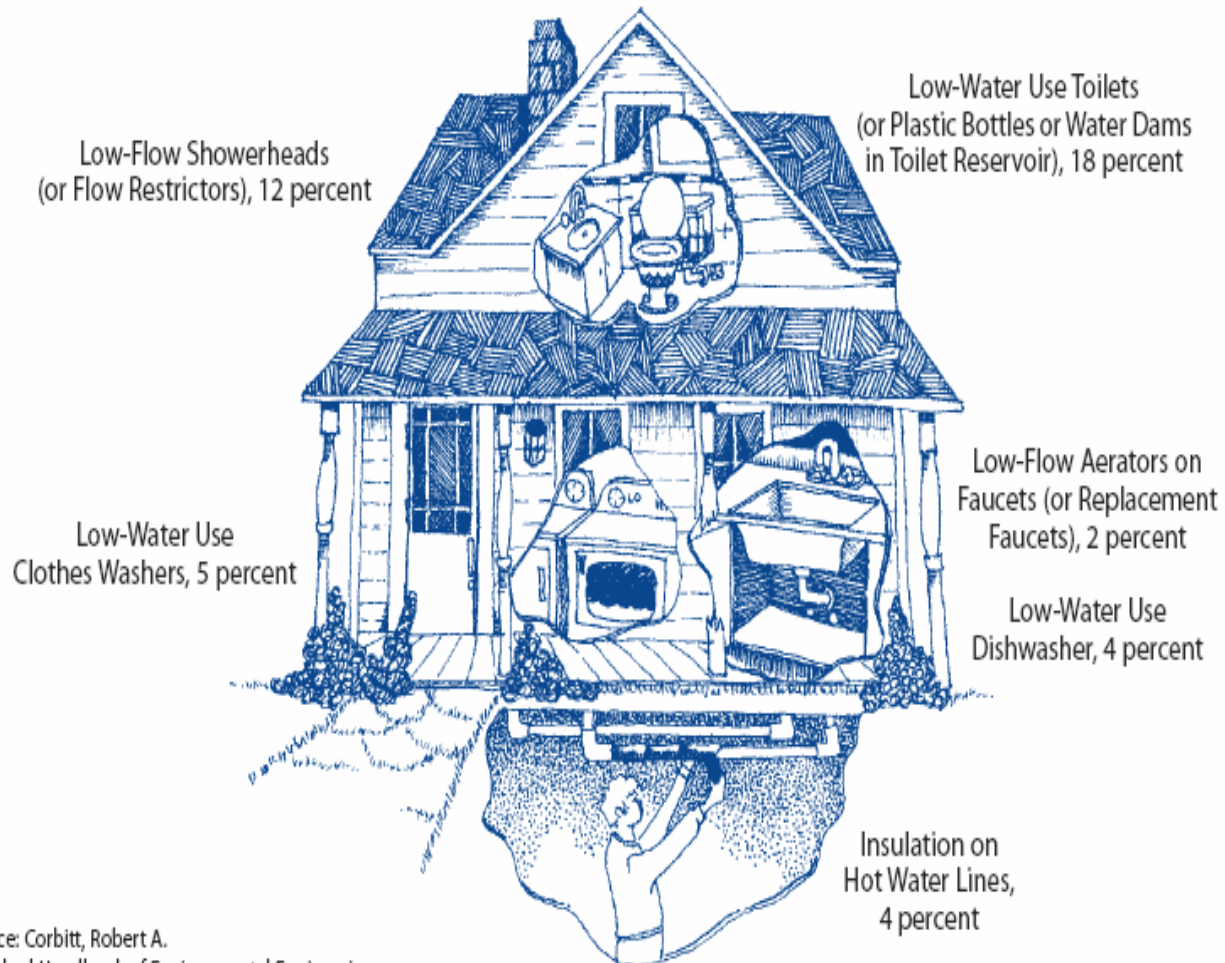 Low-Water Use Toilets
(or Plastic Bottles or Water Dams
in Toilet Reservoir), 18 percent
Low-Flow Showerheads
(or Flow Restrictors), 12 percent
LO
Low-Flow Aerators on
Faucets (or Replacement
Faucets), 2 percent
Low-Water Use
Clothes Washers, 5 percent
Low-Water Use
Dishwasher, 4 percent
Insulation on
Hot Water Lines,
4 percent
ce: Corbitt, Robert A.